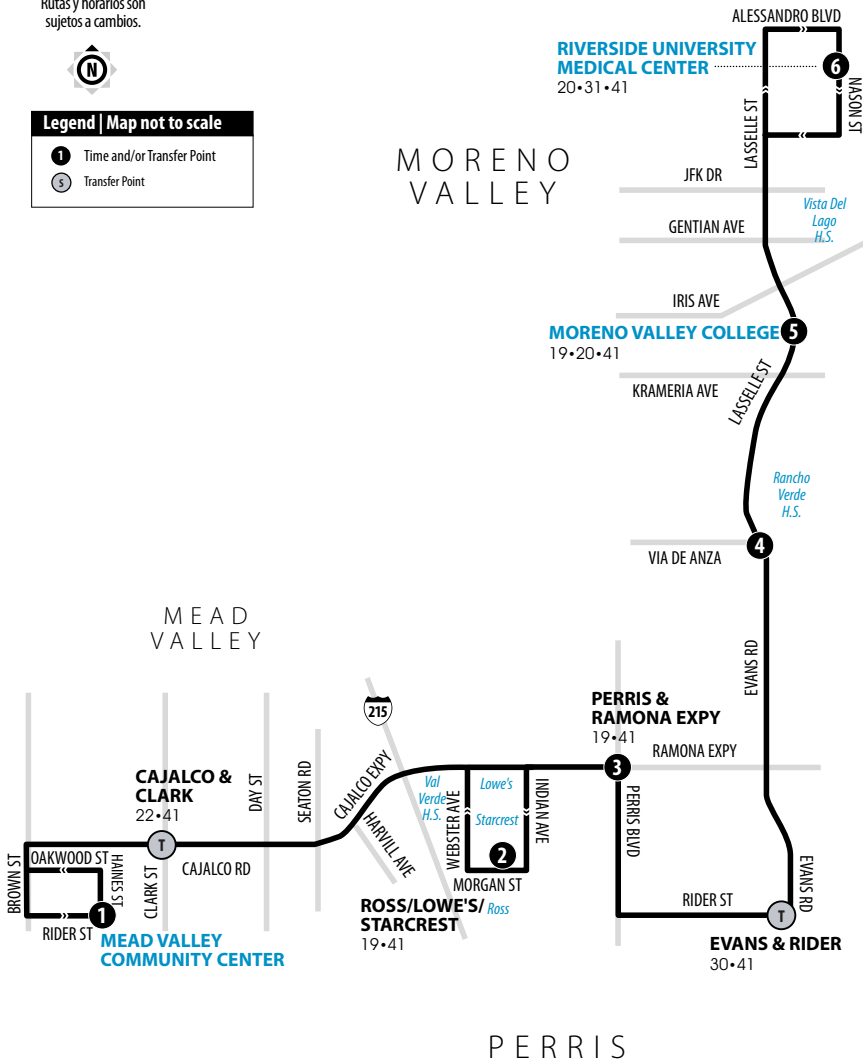 Rutas y horarios son
sujetos a cambios.
N
Legend | Map not to scale
1 Time and/or Transfer Point
S Transfer Point
ALESSANDRO BLVD
RIVERSIDE UNIVERSITY
MEDICAL CENTER
20•31•41
6
NASON ST
LASSELLE ST
MORENO
VALLEY
JFK DR
Vista Del
Lago
H.S.
GENTIAN AVE
IRIS AVE
MORENO VALLEY COLLEGE
5
19•20•41
KRAMERIA AVE
LASSELLE ST
Rancho
Verde
H.S.
4
VIA DE ANZA
MEAD
VALLEY
EVANS RD
215
PERRIS &
RAMONA EXPY
19•41
RAMONA EXPY
3
CAJALCO &
CLARK
22•41
DAY ST
SEATON RD
CAJALCO EXPY
HARVILL AVE
Val
Verde
H.S.
WEBSTER AVE
Lowe's
Starcrest
INDIAN AVE
PERRIS BLVD
2
MORGAN ST
T
CAJALCO RD
BROWN ST
OAKWOOD ST
HAINES ST
CLARK ST
1
RIDER ST
MEAD VALLEY
COMMUNITY CENTER
ROSS/LOWE'S/
STARCREST
19•41
Ross
RIDER ST
EVANS RD
T
EVANS & RIDER
30•41
PERRIS